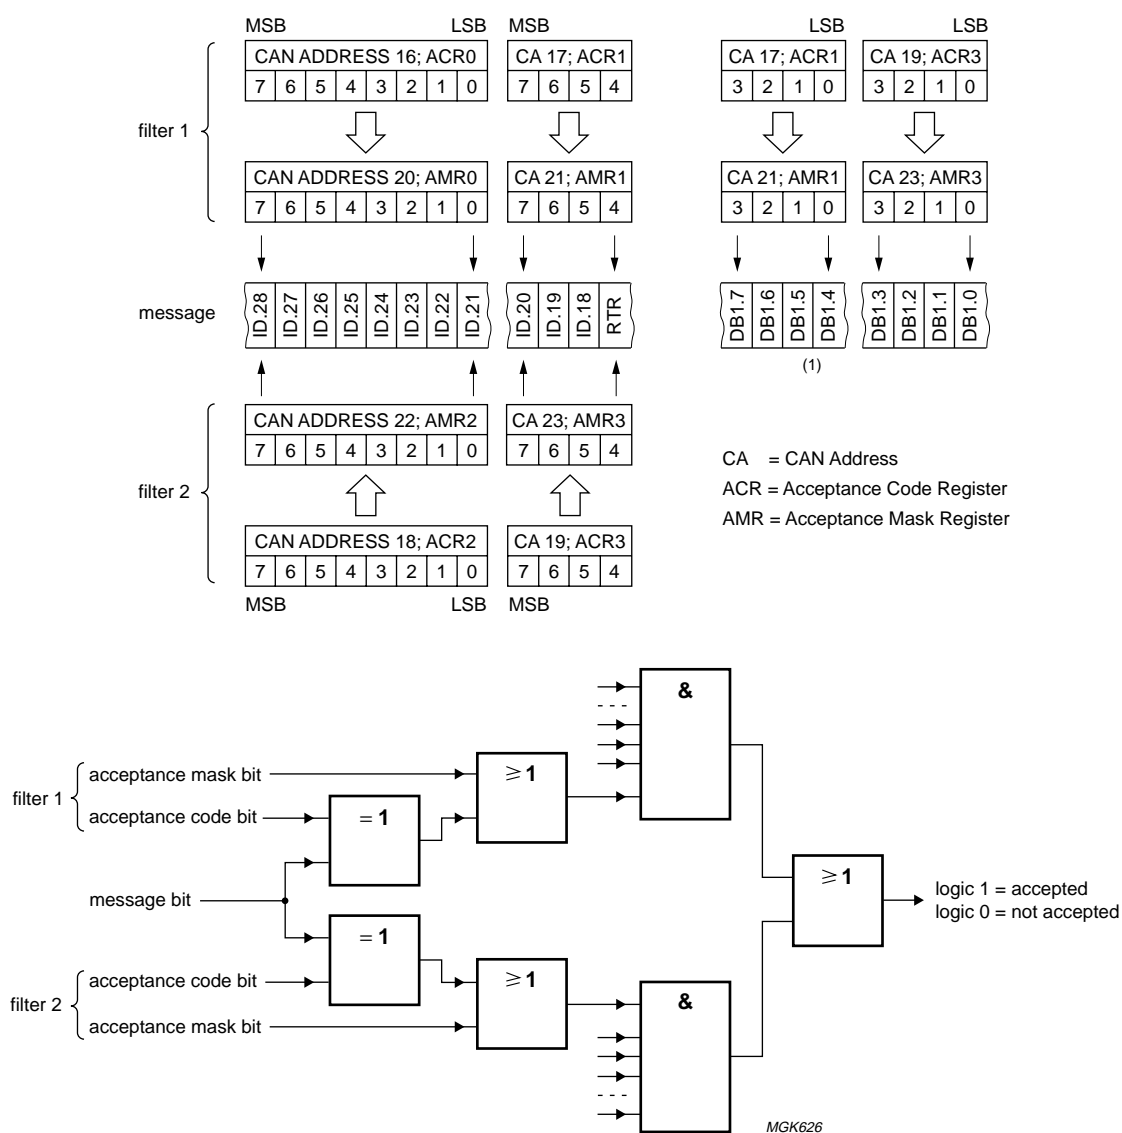 MSB LSB MSB LSB
CAN ADDRESS 16; ACR0 CA 17; ACR1 CA 17; ACR1 CA 19; ACR3
7 6 5 4 3 2 1 0 7 6 5 4 3 2 1 0 3 2 1 0
filter 1
CAN ADDRESS 20; AMR0 CA 21; AMR1 CA 21; AMR1 CA 23; AMR3
7 6 5 4 3 2 1 0 7 6 5 4 3 2 1 0 3 2 1 0
message ID.28 ID.27 ID.26 ID.25 ID.24 ID.23 ID.22 ID.21 ID.20 ID.19 ID.18 RTR DB1.7 DB1.6 DB1.5 DB1.4 DB1.3 DB1.2 DB1.1 DB1.0
(1)
CAN ADDRESS 22; AMR2 CA 23; AMR3
7 6 5 4 3 2 1 0 7 6 5 4
filter 2
CAN ADDRESS 18; ACR2 CA 19; ACR3
7 6 5 4 3 2 1 0 7 6 5 4
MSB LSB MSB
CA = CAN Address
ACR = Acceptance Code Register
AMR = Acceptance Mask Register
&
filter 1
acceptance mask bit
≥ 1
acceptance code bit
= 1
message bit
≥ 1
logic 1 = accepted
logic 0 = not accepted
= 1
filter 2
acceptance code bit
≥ 1
acceptance mask bit
&
MGK626